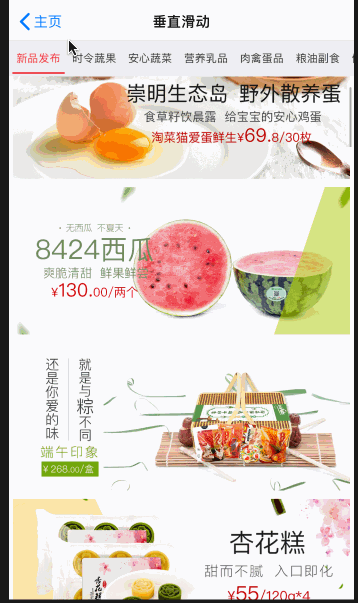 主页
垂直滑动
新品发布 时令蔬果 安心蔬菜 营养乳品 肉禽蛋品 粮油副食
崇明生态岛 野外散养蛋
食草籽饮晨露 给宝宝的安心鸡蛋
淘菜猫爱蛋鲜生¥69.8/30枚
·无西瓜 不夏天·
8424西瓜
爽脆清甜 鲜果鲜
¥130.00/两个
就是与粽不同
还是你爱的味
端午印象
¥268.00/盒
杏花糕
甜而不腻 入口即化
¥55/120g*4